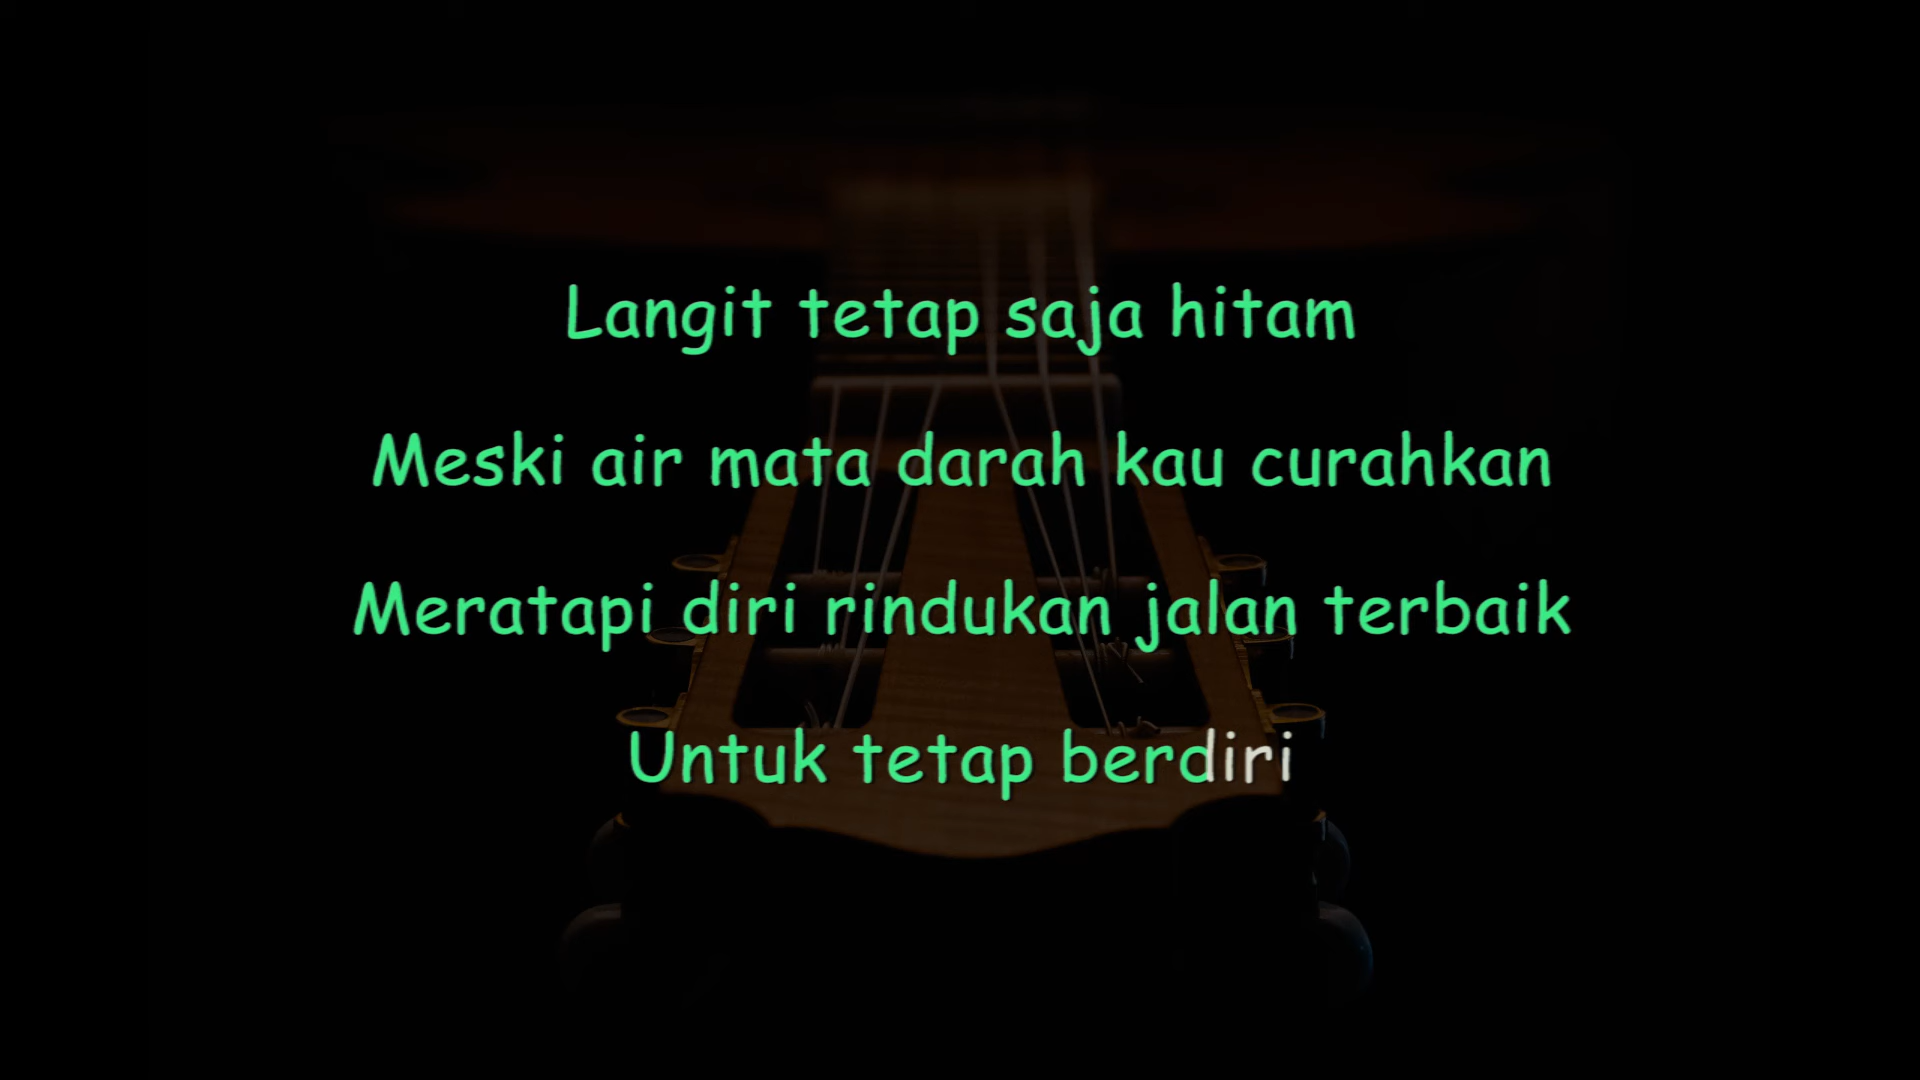 Langit tetap saja hitam
Meski air mata darah kau curahkan
Meratapi diri rindukan jalan terbaik
Untuk tetap berdiri